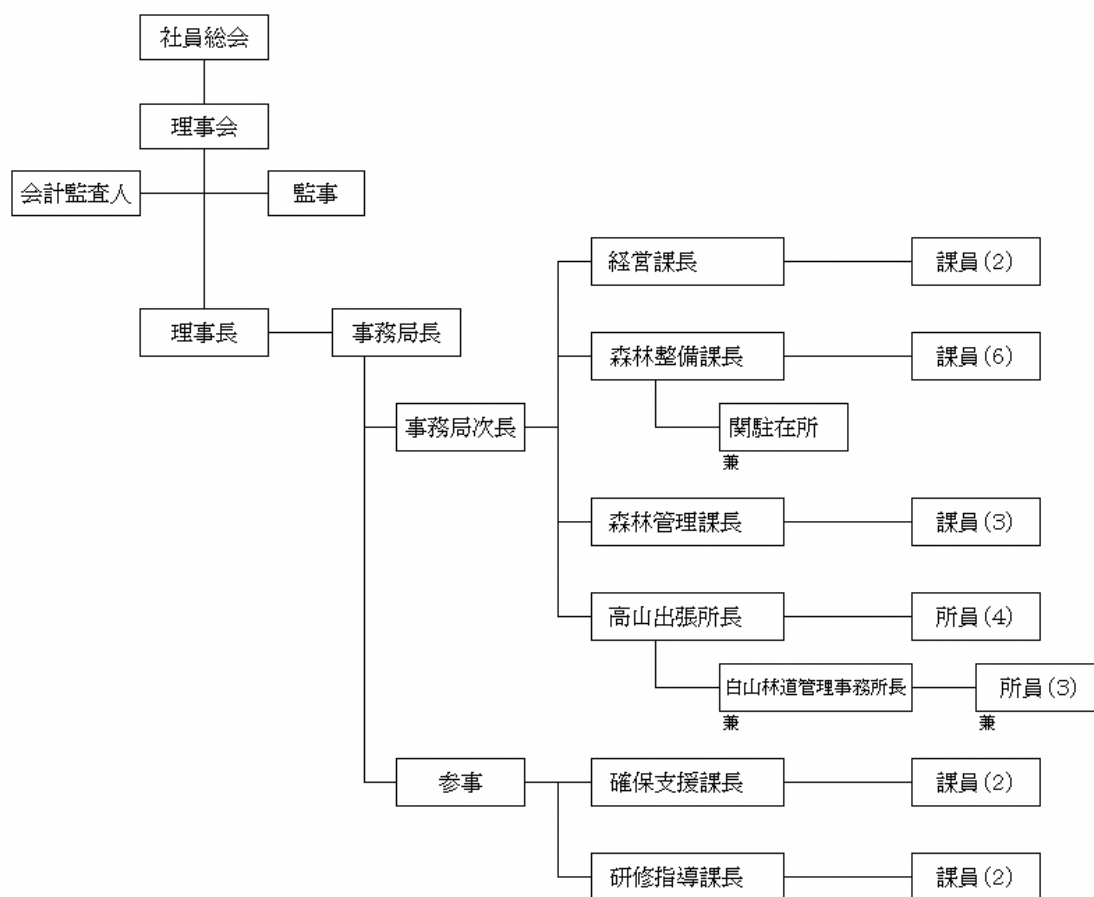 社員総会
理事会
会計監査人
監事
経営課長
課員(2)
理事長
事務局長
森林整備課長
課員(6)
事務局次長
関駐在所
兼
森林管理課長
課員(3)
高山出張所長
所員(4)
白山林道管理事務所長
所員(3)
兼
兼
参事
確保支援課長
課員(2)
研修指導課長
課員(2)